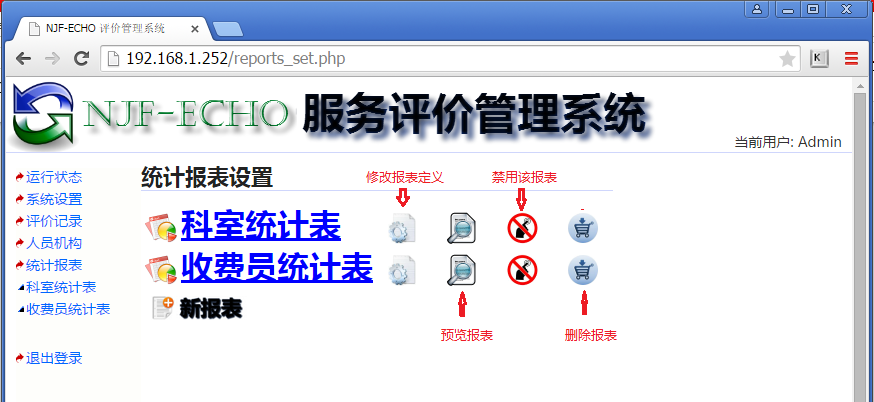 NJF-ECHO 评价管理系统
192.168.1.252/reports_set.php
K
NJF-ECHO 服务评价管理系统
当前用户: Admin
运行状态
系统设置
评价记录
人员机构
统计报表
科室统计表
收费员统计表
退出登录
统计报表设置
修改报表定义
禁用该报表
科室统计表
收费员统计表
新报表
预览报表
删除报表